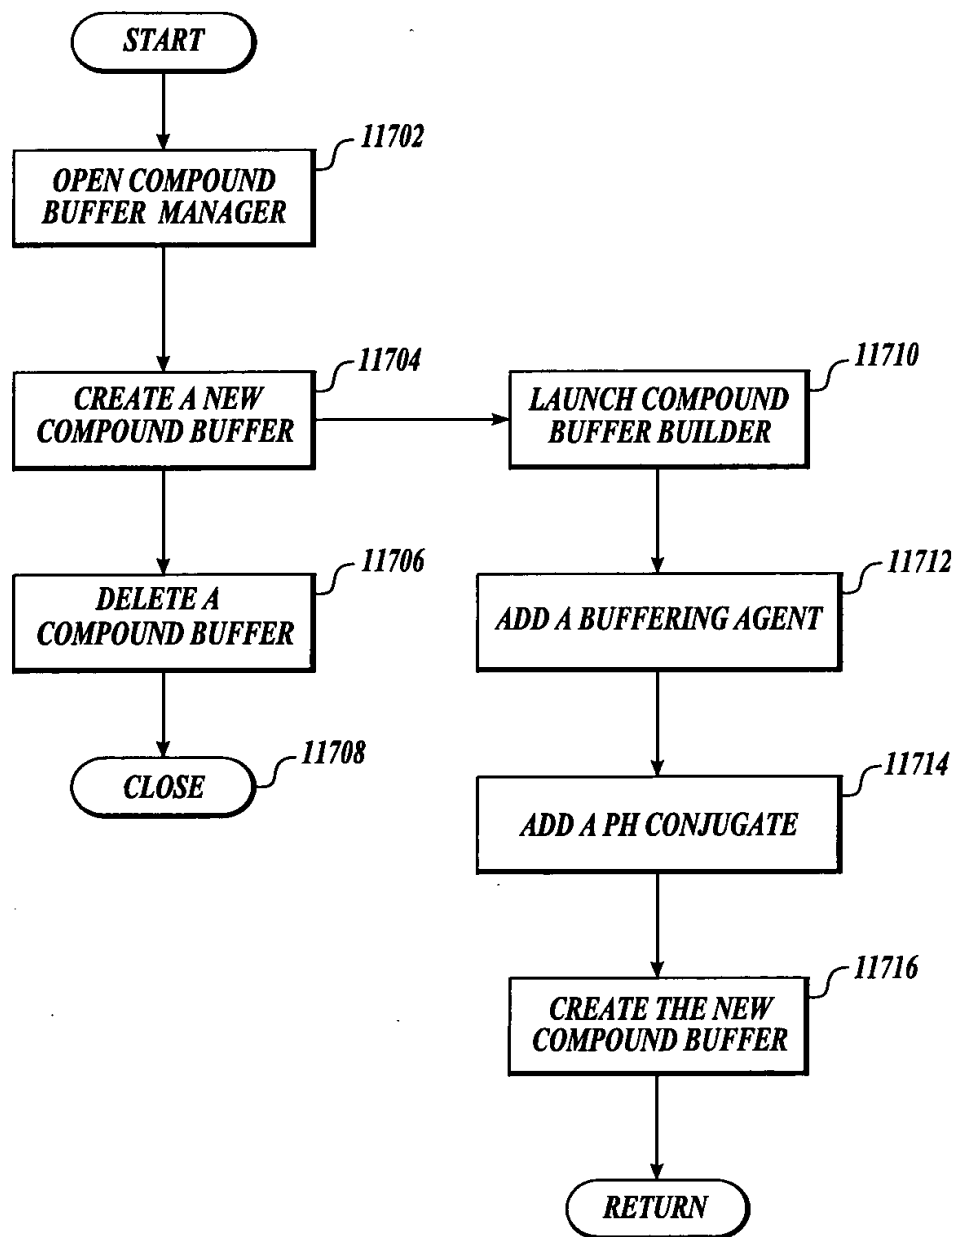 START
11702
OPEN COMPOUND
BUFFER MANAGER
11704
CREATE A NEW
COMPOUND BUFFER
11706
DELETE A
COMPOUND BUFFER
11708
CLOSE
11710
LAUNCH COMPOUND
BUFFER BUILDER
11712
ADD A BUFFERING AGENT
11714
ADD A PH CONJUGATE
11716
CREATE THE NEW
COMPOUND BUFFER
RETURN